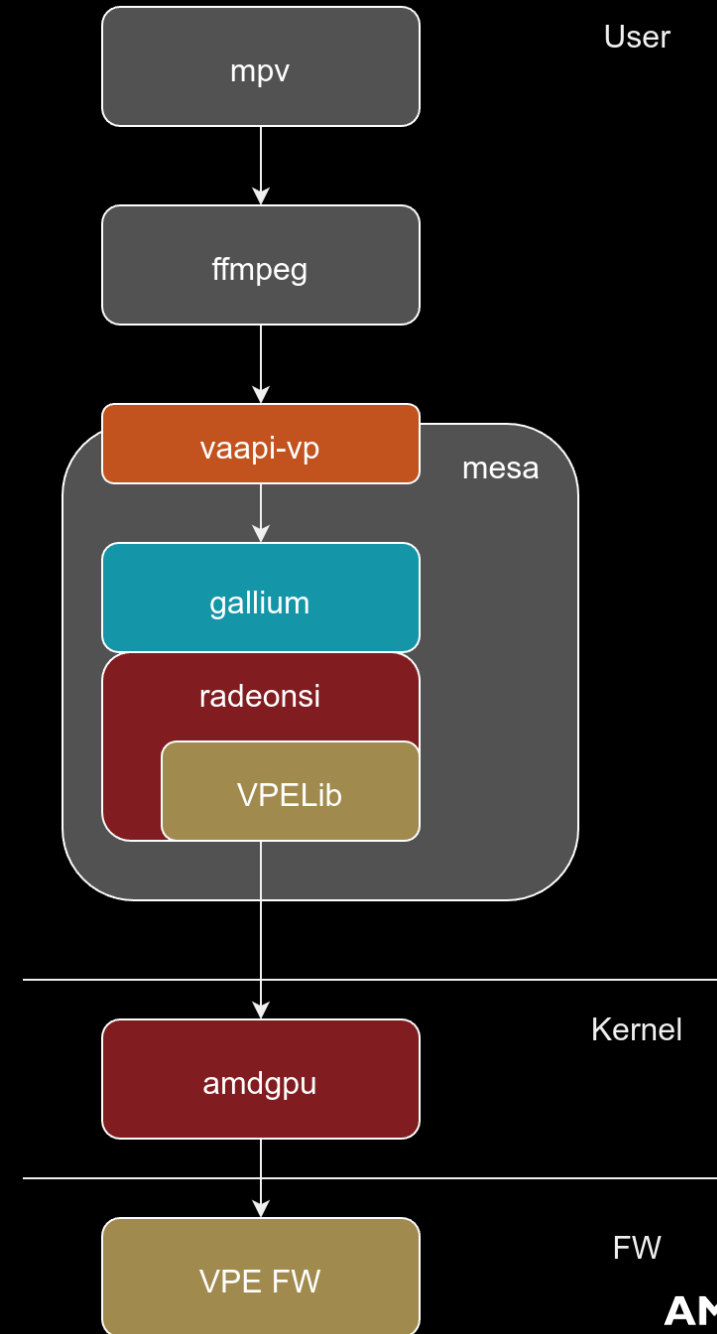 User
mpv
ffmpeg
vaapi-vp
mesa
gallium
radeonsi
VPELib
Kernel
amdgpu
FW
VPE FW